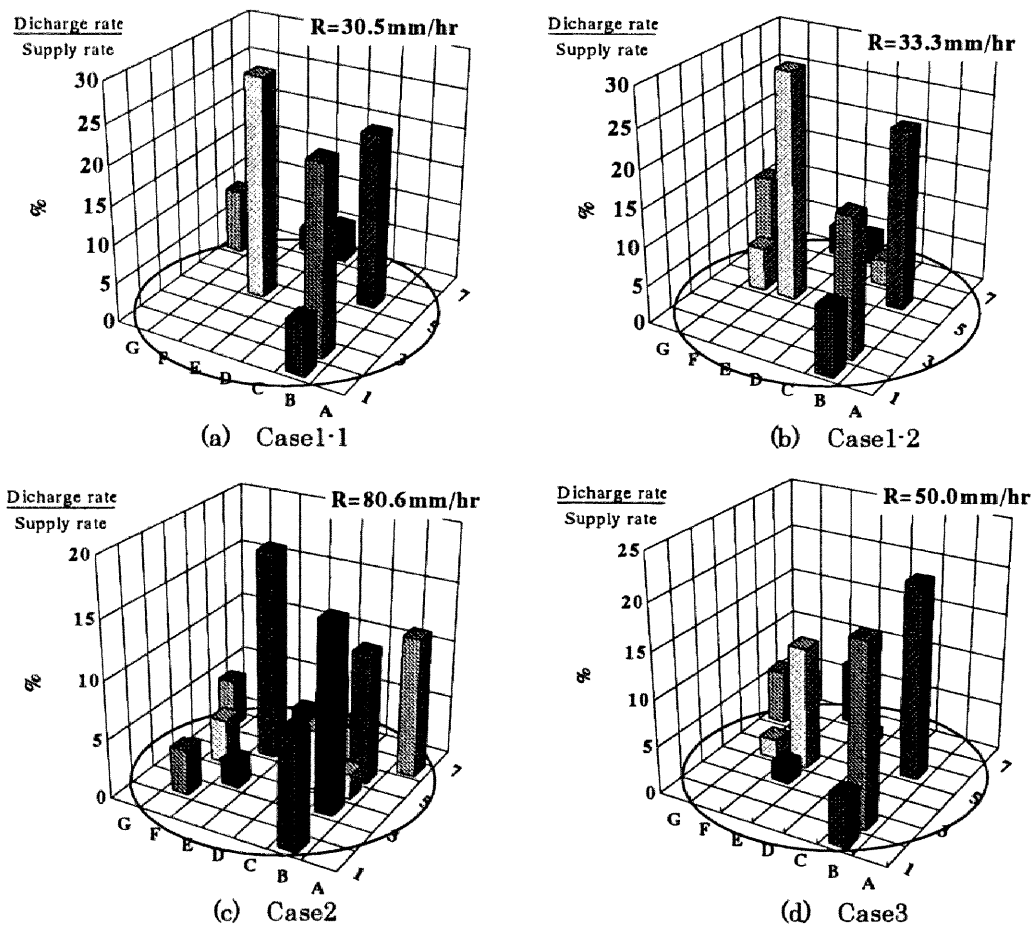 Dicharge rate
Supply rate
R=30.5mm/hr
30
25
20
15
10
5
0
%
G F E D C B A
1 3 5 7
(a) Case1-1
Dicharge rate
Supply rate
R=33.3mm/hr
30
25
20
15
10
5
0
%
G F E D C B A
1 3 5 7
(b) Case1-2
Dicharge rate
Supply rate
R=80.6mm/hr
20
15
10
5
0
%
G F E D C B A
1 3 5 7
(c) Case2
Dicharge rate
Supply rate
R=50.0mm/hr
25
20
15
10
5
0
%
G F E D C B A
1 3 5 7
(d) Case3